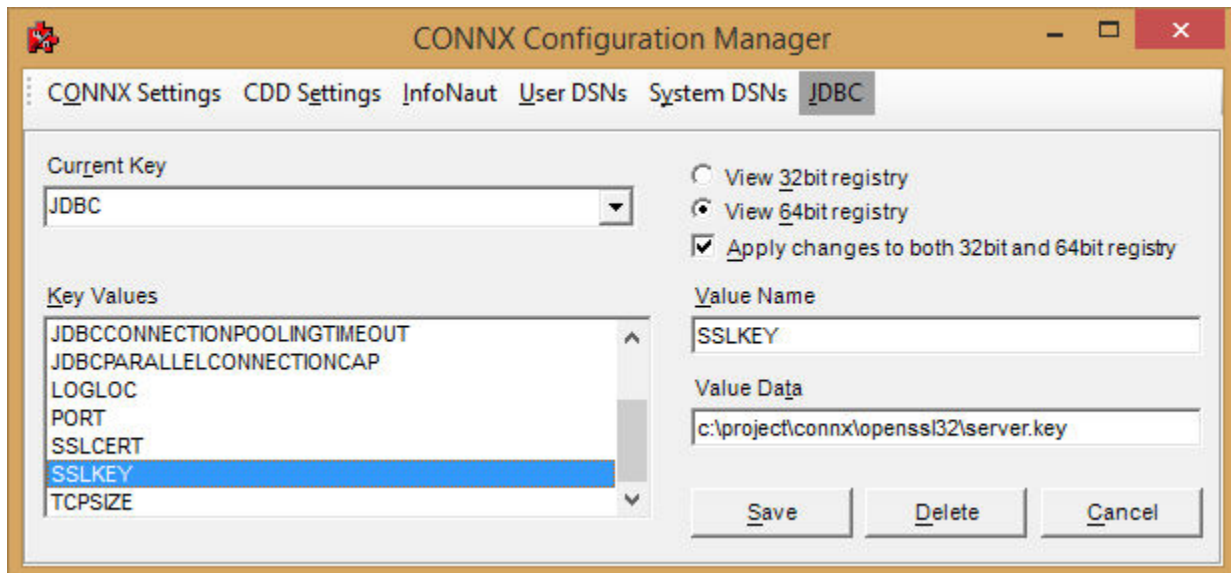 CONNX Configuration Manager
CONNX Settings CDD Settings InfoNaut User DSNs System DSNs JDBC
Current Key
JDBC
View 32bit registry
View 64bit registry
Apply changes to both 32bit and 64bit registry
Key Values
JDBCCONNECTIONPOOLINGTIMEOUT
JDBCPARALLELCONNECTIONCAP
LOGLOC
PORT
SSLCERT
SSLKEY
TCPSIZE
Value Name
SSLKEY
Value Data
c:\project\connx\openssl32\server.key
Save Delete Cancel